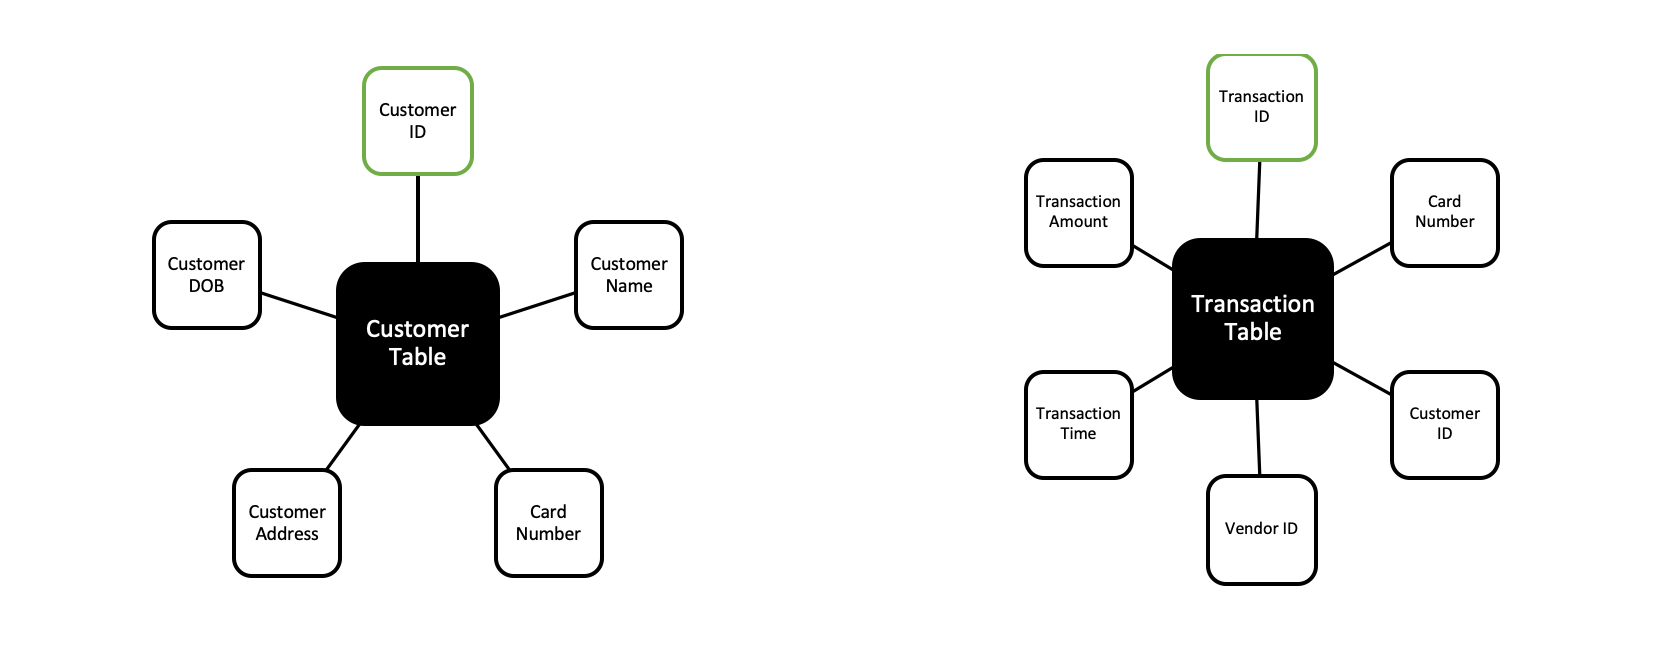 Customer
ID
Customer
DOB
Customer
Name
Customer
Table
Customer
Address
Card
Number
Transaction
ID
Transaction
Amount
Card
Number
Transaction
Table
Transaction
Time
Customer
ID
Vendor ID